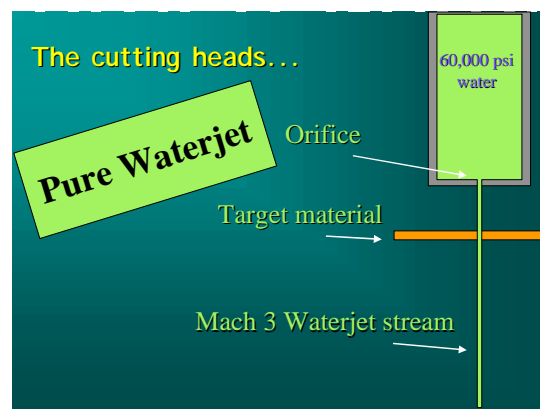 The cutting heads...
60,000 psi
water
Pure Waterjet
Orifice
Target material
Mach 3 Waterjet stream